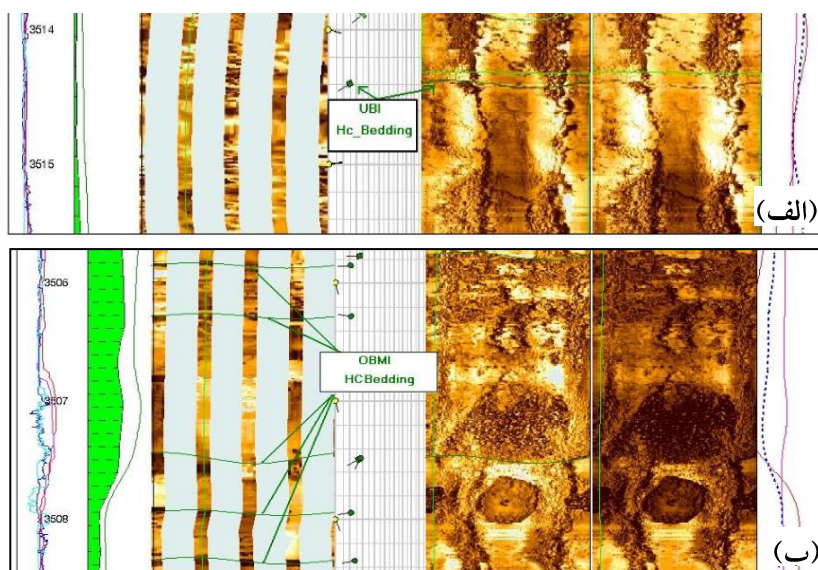 3514
UBI
Hc_Bedding
3515
(الف)
3506
OBMI
HCBedding
3507
3508
(ب)